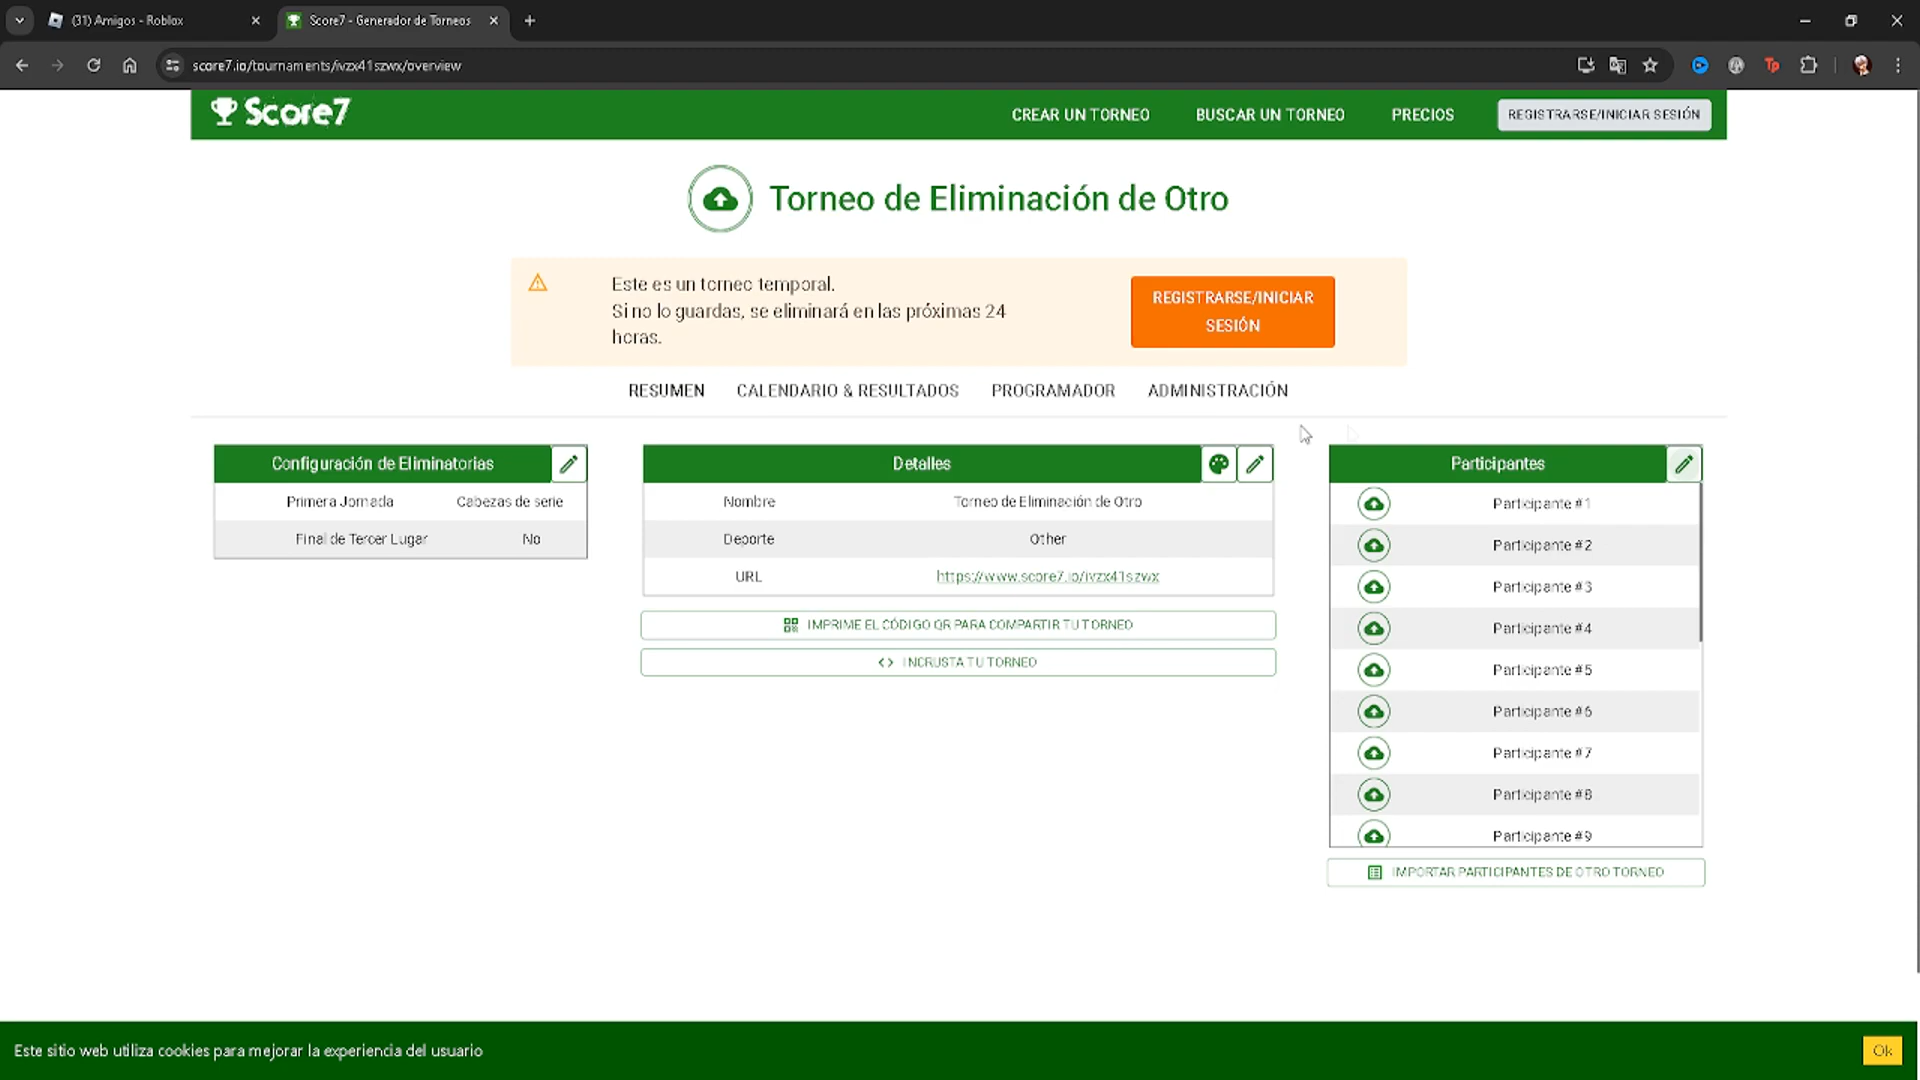 (31) Amigos - Roblox
Score7 - Generador de Torneos
score7.io/tournaments/ivzx41szwx/overview
Score7
CREAR UN TORNEO
BUSCAR UN TORNEO
PRECIOS
REGISTRARSE/INICIAR SESIÓN
Torneo de Eliminación de Otro
Este es un torneo temporal.
Si no lo guardas, se eliminará en las próximas 24
horas.
REGISTRARSE/INICIAR
SESIÓN
RESUMEN
CALENDARIO & RESULTADOS
PROGRAMADOR
ADMINISTRACIÓN
Configuración de Eliminatorias
Primera Jornada Cabezas de serie
Final de Tercer Lugar No
Detalles
Nombre Torneo de Eliminación de Otro
Deporte Other
URL https://www.score7.io/ivzx41szwx
IMPRIME EL CÓDIGO QR PARA COMPARTIR TU TORNEO
INCRUSTA TU TORNEO
Participantes
Participante #1
Participante #2
Participante #3
Participante #4
Participante #5
Participante #6
Participante #7
Participante #8
Participante #9
IMPORTAR PARTICIPANTES DE OTRO TORNEO
Este sitio web utiliza cookies para mejorar la experiencia del usuario
Ok